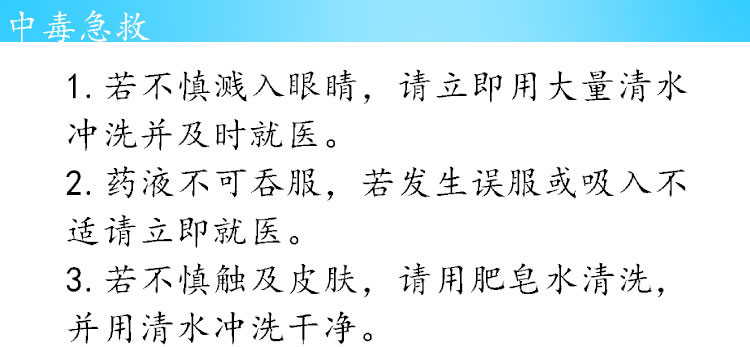 中毒急救
1.若不慎溅入眼睛，请立即用大量清水
冲洗并及时就医。
2.药液不可吞服，若发生误服或吸入不
适请立即就医。
3.若不慎触及皮肤，请用肥皂水清洗，
并用清水冲洗干净。